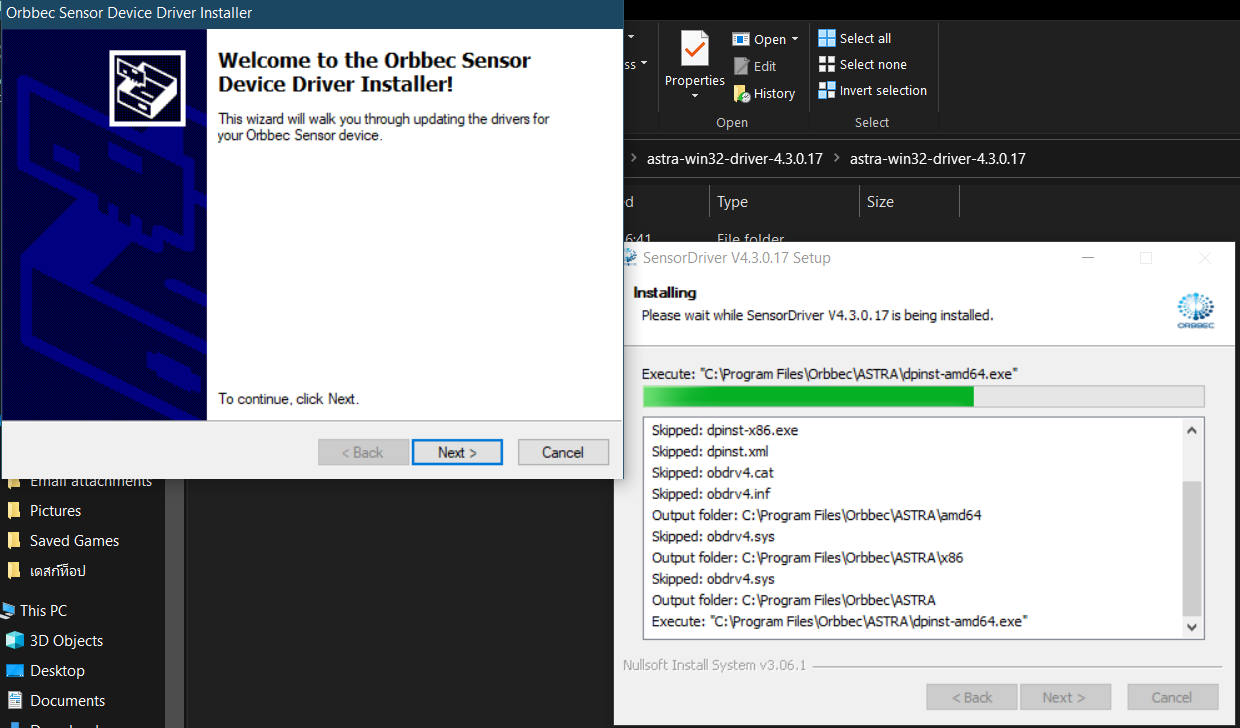 Orbbec Sensor Device Driver Installer
Welcome to the Orbbec Sensor
Device Driver Installer!
This wizard will walk you through updating the drivers for
your Orbbec Sensor device.
To continue, click Next.
< Back
Next >
Cancel
ss
Properties
Open
Edit
History
Open
Select all
Select none
Invert selection
Select
astra-win32-driver-4.3.0.17 > astra-win32-driver-4.3.0.17
d
Type
Size
6:41
File folder
SensorDriver V4.3.0.17 Setup
Installing
Please wait while SensorDriver V4.3.0.17 is being installed.
ORBBEC
Execute: "C:\Program Files\Orbbec\ASTRA\dpinst-amd64.exe"
Skipped: dpinst-x86.exe
Skipped: dpinst.xml
Skipped: obdrv4.cat
Skipped: obdrv4.inf
Output folder: C:\Program Files\Orbbec\ASTRA\amd64
Skipped: obdrv4.sys
Output folder: C:\Program Files\Orbbec\ASTRA\x86
Skipped: obdrv4.sys
Output folder: C:\Program Files\Orbbec\ASTRA
Execute: "C:\Program Files\Orbbec\ASTRA\dpinst-amd64.exe"
Nullsoft Install System v3.06.1
< Back
Next >
Cancel
Email attachments
Pictures
Saved Games
เดสก์ท็อป
This PC
3D Objects
Desktop
Documents